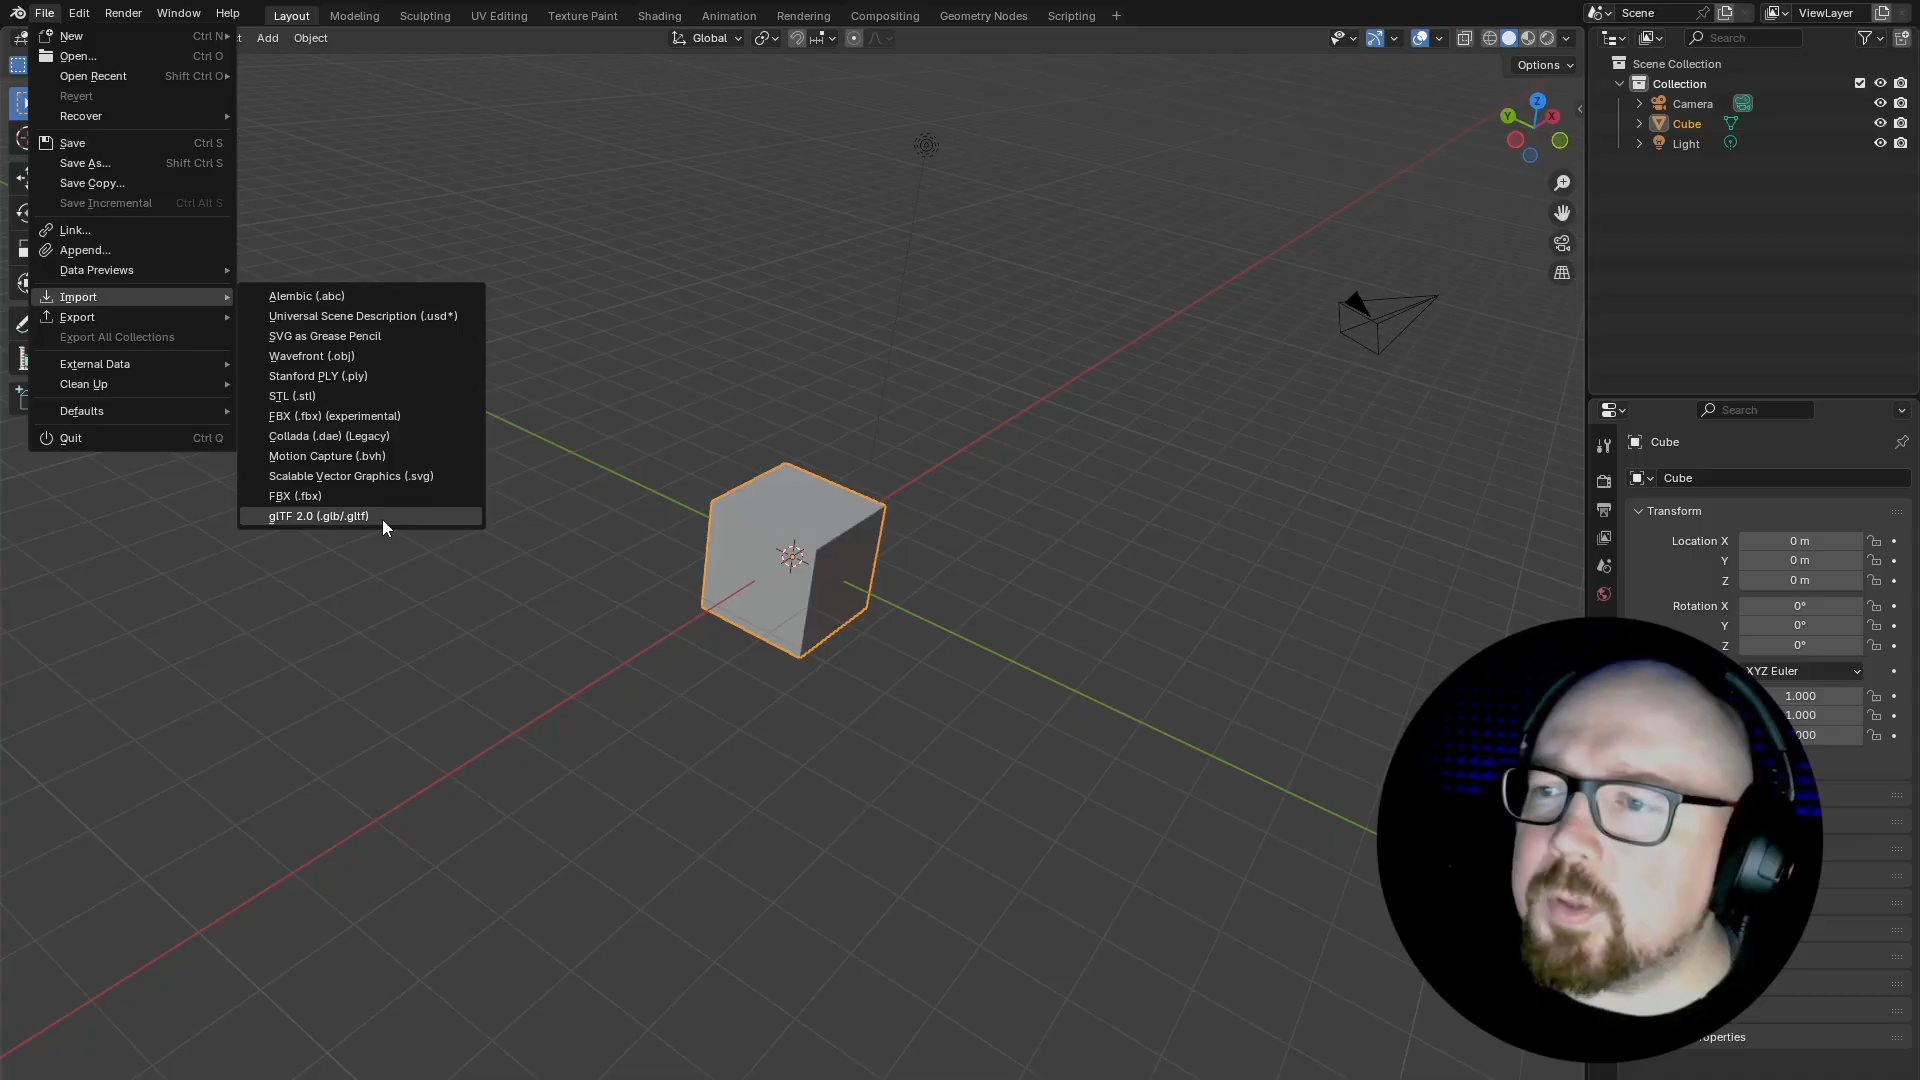 File Edit Render Window Help
Layout Modeling Sculpting UV Editing Texture Paint Shading Animation Rendering Compositing Geometry Nodes Scripting +
Scene
ViewLayer
Add Object
Global
Search
Options
New Ctrl N
Open... Ctrl O
Open Recent Shift Ctrl O
Revert
Recover
Save Ctrl S
Save As... Shift Ctrl S
Save Copy...
Save Incremental Ctrl Alt S
Link...
Append...
Data Previews
Import
Export
Export All Collections
External Data
Clean Up
Defaults
Quit Ctrl Q
Alembic (.abc)
Universal Scene Description (.usd*)
SVG as Grease Pencil
Wavefront (.obj)
Stanford PLY (.ply)
STL (.stl)
FBX (.fbx) (experimental)
Collada (.dae) (Legacy)
Motion Capture (.bvh)
Scalable Vector Graphics (.svg)
FBX (.fbx)
glTF 2.0 (.glb/.gltf)
Z
Y X
Scene Collection
Collection
Camera
Cube
Light
Search
Cube
Cube
Transform
Location X 0 m
Y 0 m
Z 0 m
Rotation X 0°
Y 0°
Z 0°
XYZ Euler
1.000
1.000
000
operties